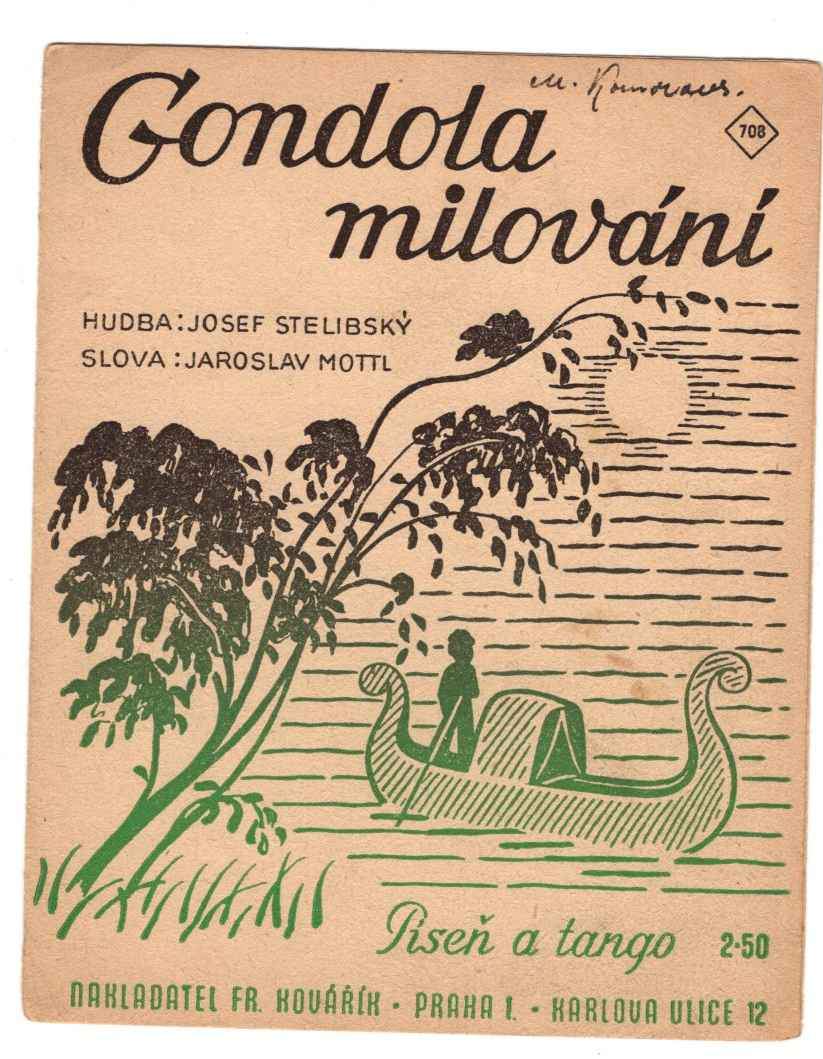 Gondola
milování
708
HUDBA: JOSEF STELIBSKÝ
SLOVA: JAROSLAV MOTTL
Píseň a tango 2·50
NAKLADATEL FR. KOVÁŘÍK · PRAHA I. · KARLOVA ULICE 12